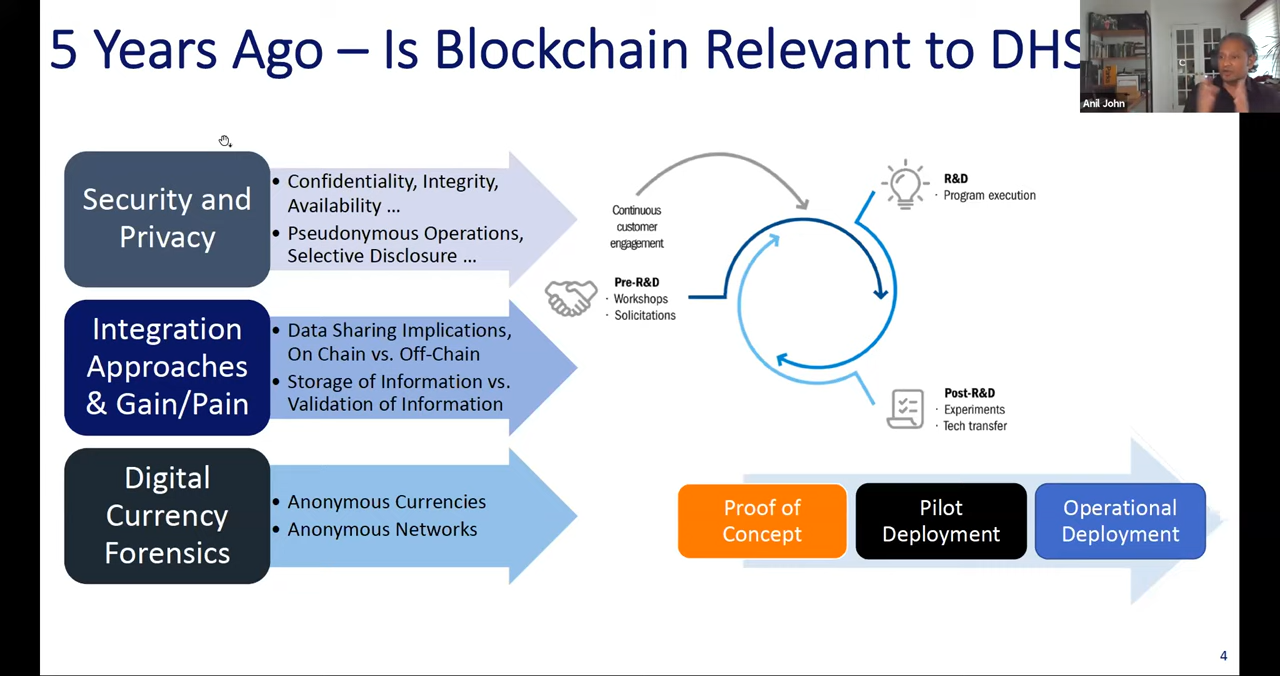 5 Years Ago – Is Blockchain Relevant to DHS
Anil John
Security and
Privacy
• Confidentiality, Integrity,
Availability ...
• Pseudonymous Operations,
Selective Disclosure ...
Integration
Approaches
& Gain/Pain
• Data Sharing Implications,
On Chain vs. Off-Chain
• Storage of Information vs.
Validation of Information
Digital
Currency
Forensics
• Anonymous Currencies
• Anonymous Networks
Continuous
customer
engagement
Pre-R&D
· Workshops
· Solicitations
R&D
· Program execution
Post-R&D
· Experiments
· Tech transfer
Proof of
Concept
Pilot
Deployment
Operational
Deployment
4